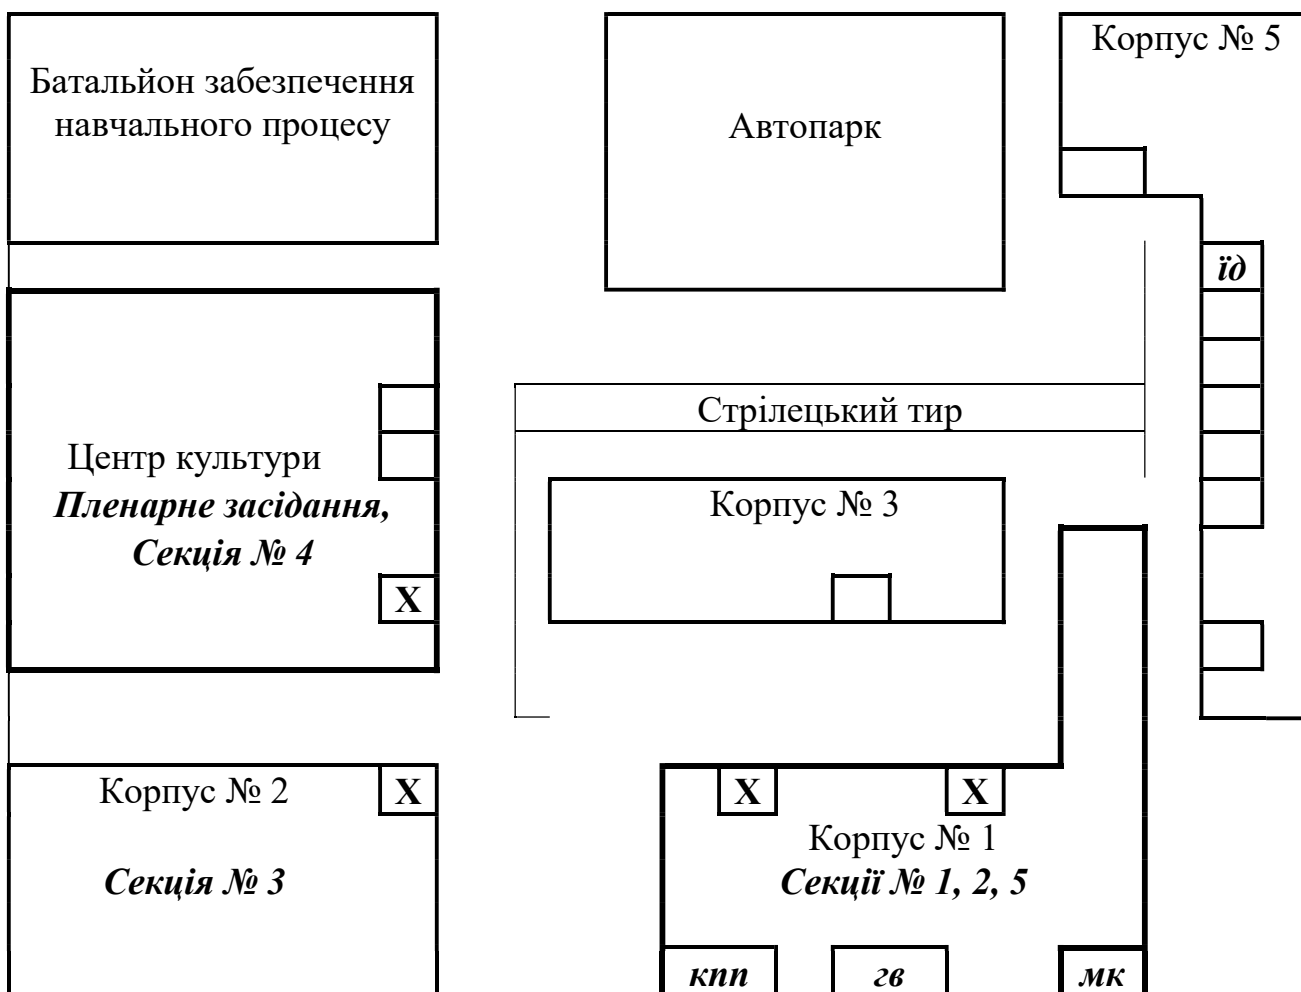 Батальйон забезпечення
навчального процесу
Автопарк
Корпус № 5
їд
Стрілецький тир
Центр культури
Пленарне засідання,
Секція № 4
X
Корпус № 3
Корпус № 2
X
Секція № 3
X
X
Корпус № 1
Секції № 1, 2, 5
кпп
гв
мк